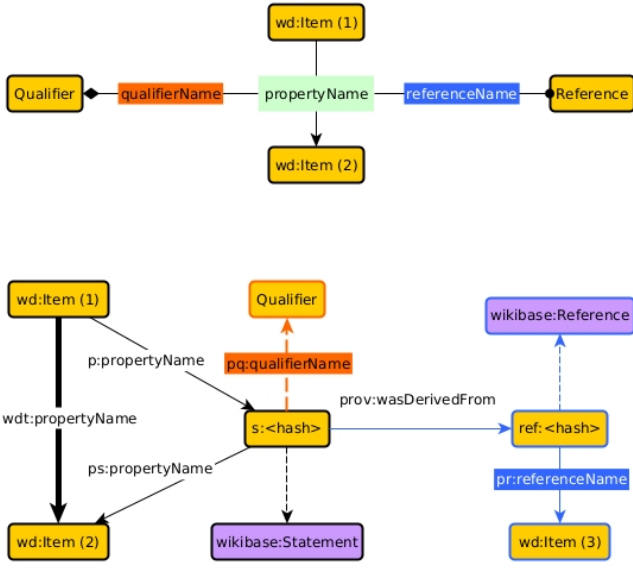 wd:Item (1)
Qualifier
qualifierName
propertyName
referenceName
Reference
wd:Item (2)
wd:Item (1)
Qualifier
wikibase:Reference
p:propertyName
pq:qualifierName
wdt:propertyName
prov:wasDerivedFrom
s:<hash>
ref:<hash>
ps:propertyName
pr:referenceName
wd:Item (2)
wikibase:Statement
wd:Item (3)